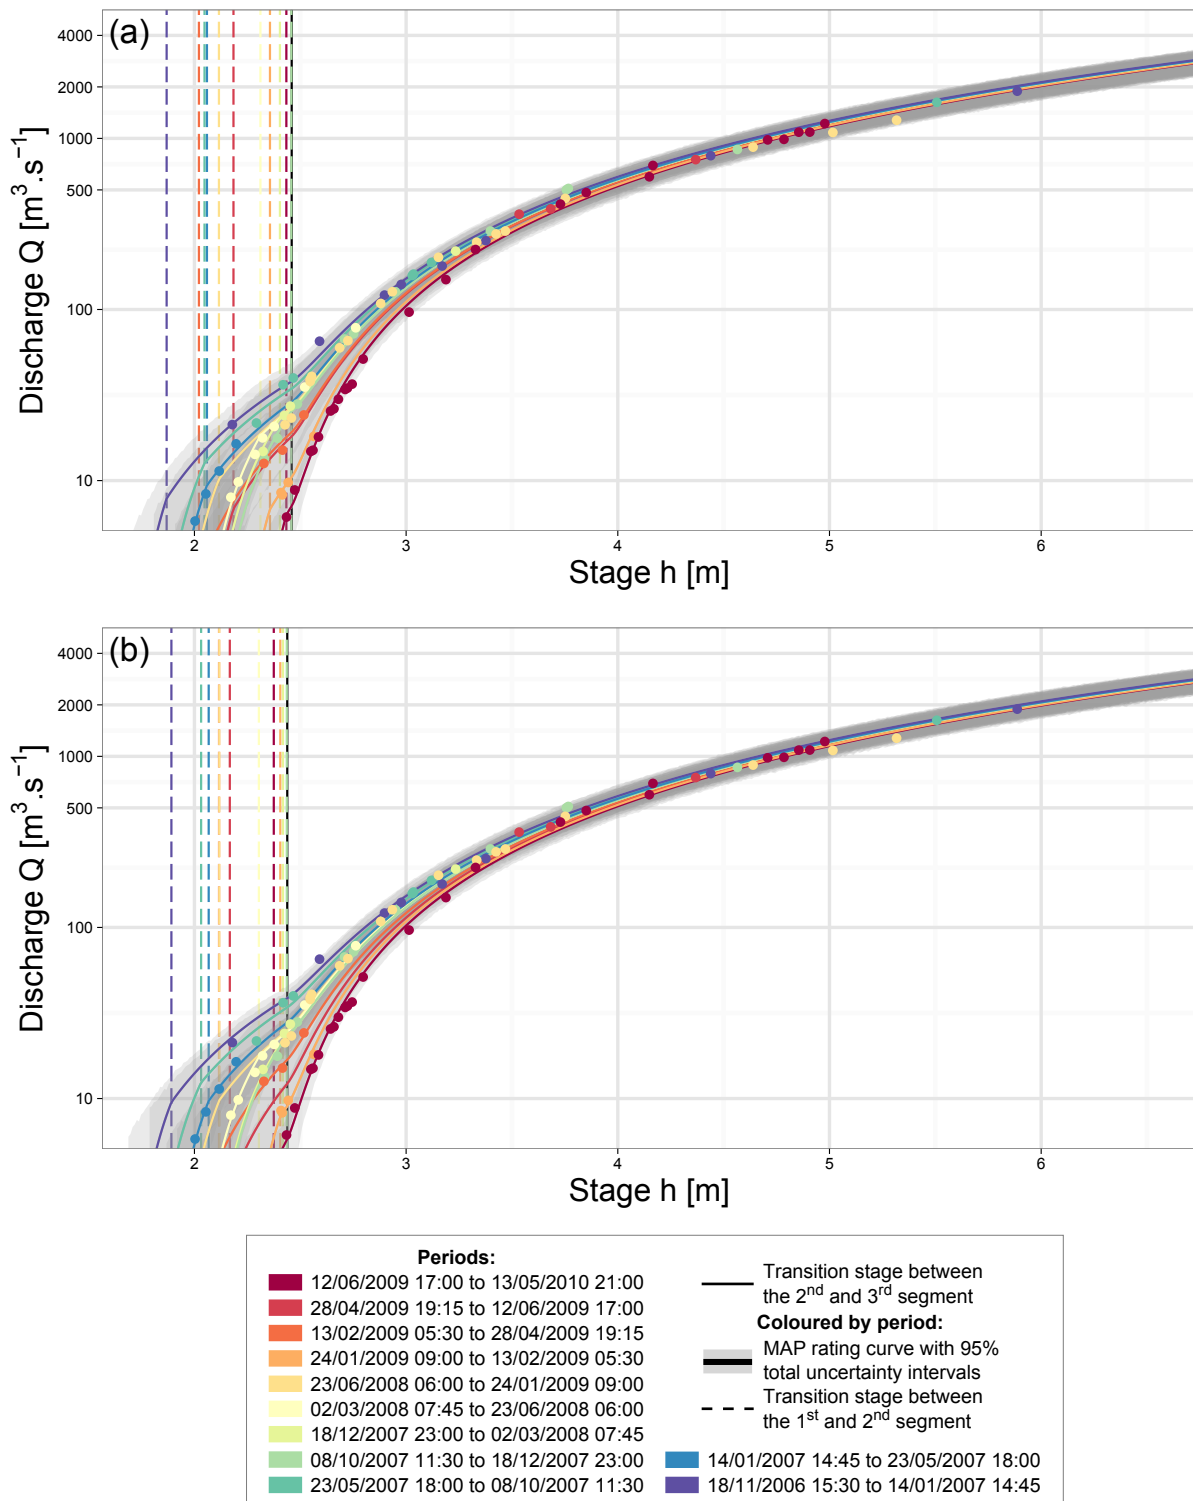 (a)
4000
2000
1000
500
100
10
Discharge Q [m³.s⁻¹]
2 3 4 5 6
Stage h [m]
(b)
4000
2000
1000
500
100
10
Discharge Q [m³.s⁻¹]
2 3 4 5 6
Stage h [m]
Periods:
12/06/2009 17:00 to 13/05/2010 21:00
28/04/2009 19:15 to 12/06/2009 17:00
13/02/2009 05:30 to 28/04/2009 19:15
24/01/2009 09:00 to 13/02/2009 05:30
23/06/2008 06:00 to 24/01/2009 09:00
02/03/2008 07:45 to 23/06/2008 06:00
18/12/2007 23:00 to 02/03/2008 07:45
08/10/2007 11:30 to 18/12/2007 23:00
23/05/2007 18:00 to 08/10/2007 11:30
Transition stage between
the 2nd and 3rd segment
Coloured by period:
MAP rating curve with 95%
total uncertainty intervals
Transition stage between
the 1st and 2nd segment
14/01/2007 14:45 to 23/05/2007 18:00
18/11/2006 15:30 to 14/01/2007 14:45